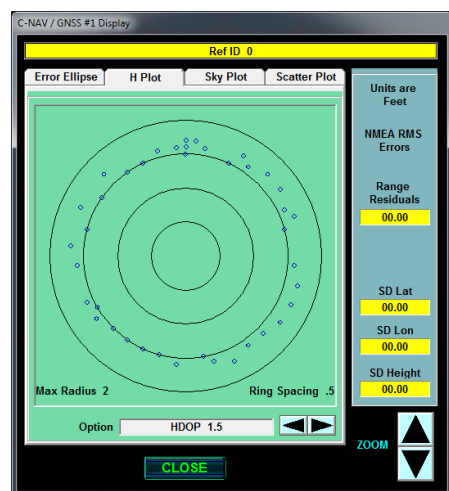 C-NAV / GNSS #1 Display
Ref ID 0
Error Ellipse H Plot Sky Plot Scatter Plot
Max Radius 2 Ring Spacing .5
Option HDOP 1.5
CLOSE
Units are
Feet
NMEA RMS
Errors
Range
Residuals
00.00
SD Lat
00.00
SD Lon
00.00
SD Height
00.00
ZOOM